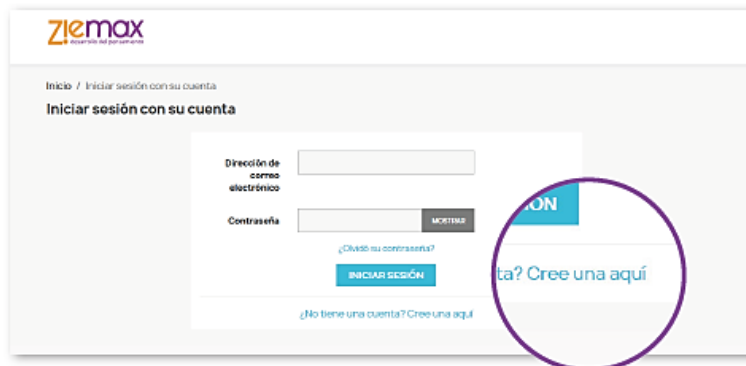 ziemax
desarrollo del pensamiento
Inicio / Iniciar sesión con su cuenta
Iniciar sesión con su cuenta
Dirección de
correo
electrónico
Contraseña
MOSTRAR
¿Olvidó su contraseña?
INICIAR SESIÓN
¿No tiene una cuenta? Cree una aquí
IÓN
ta? Cree una aquí